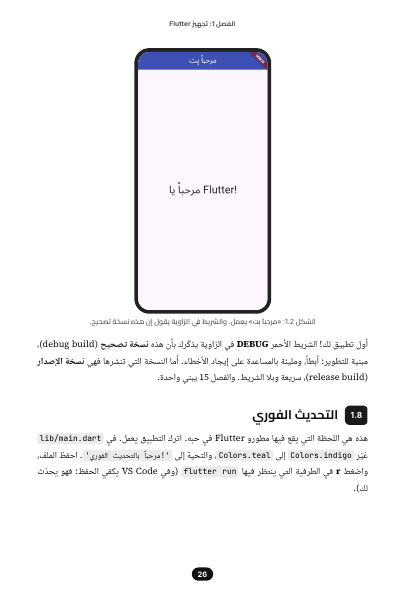 الفصل 1: تجهيز Flutter
مرحباً بِت
DEBUG
مرحباً يا Flutter!
الشكل 1.2: «مرحباً بت» يعمل. والشريط في الزاوية يقول إن هذه نسخة تصحيح.
أول تطبيق لك! الشريط الأحمر DEBUG في الزاوية يذكّرك بأن هذه نسخة تصحيح (debug build)،
مبنية للتطوير: أبطأ، ومليئة بالمساعدة على إيجاد الأخطاء. أما النسخة التي تنشرها فهي نسخة الإصدار
(release build)، سريعة وبلا الشريط. والفصل 15 يبني واحدة.
1.8 التحديث الفوري
هذه هي اللحظة التي يقع فيها مطورو Flutter في حبه. اترك التطبيق يعمل. في lib/main.dart
غيّر Colors.indigo إلى Colors.teal، والتحية إلى 'مرحباً بالتحديث الفوري!'. احفظ الملف،
واضغط r في الطرفية التي ينتظر فيها flutter run (وفي VS Code يكفي الحفظ: فهو يحدّث
لك).
26